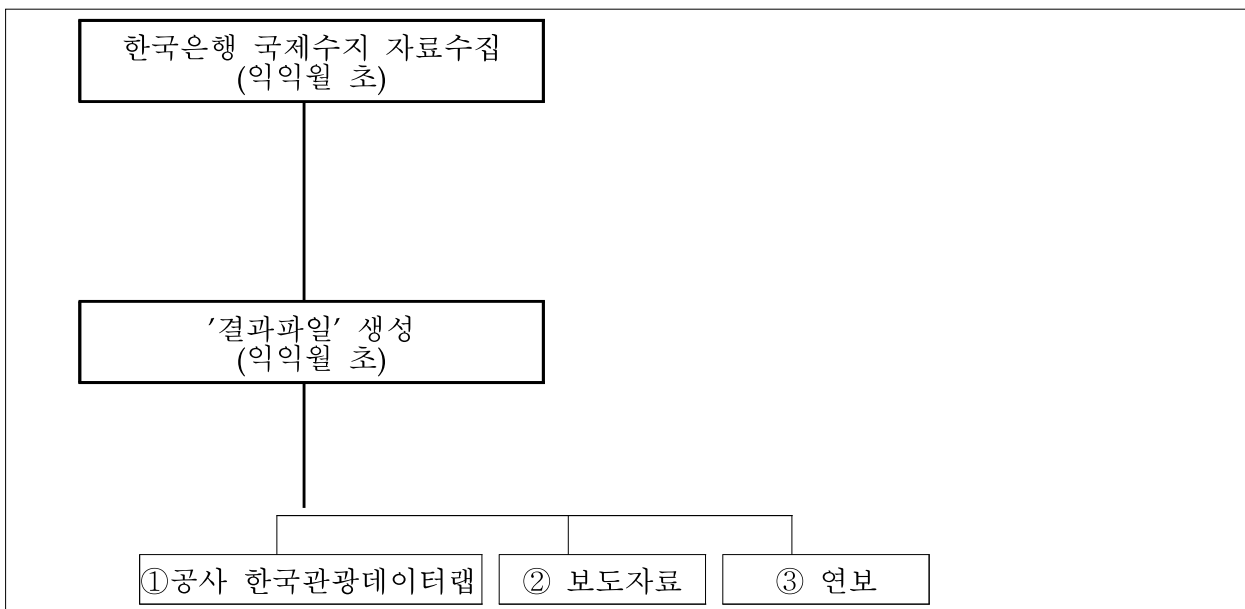 한국은행 국제수지 자료수집
(익익월 초)
'결과파일' 생성
(익익월 초)
①공사 한국관광데이터랩
② 보도자료
③ 연보